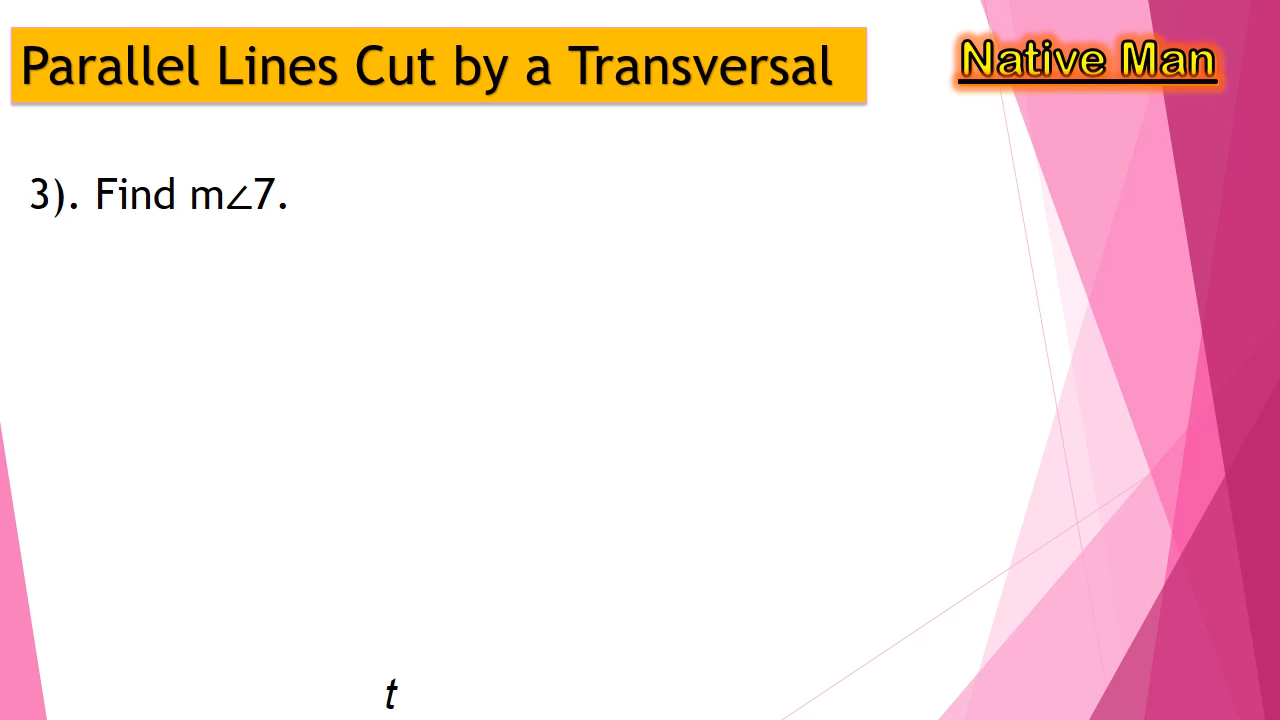 Parallel Lines Cut by a Transversal
Native Man
3). Find m∠7.
t